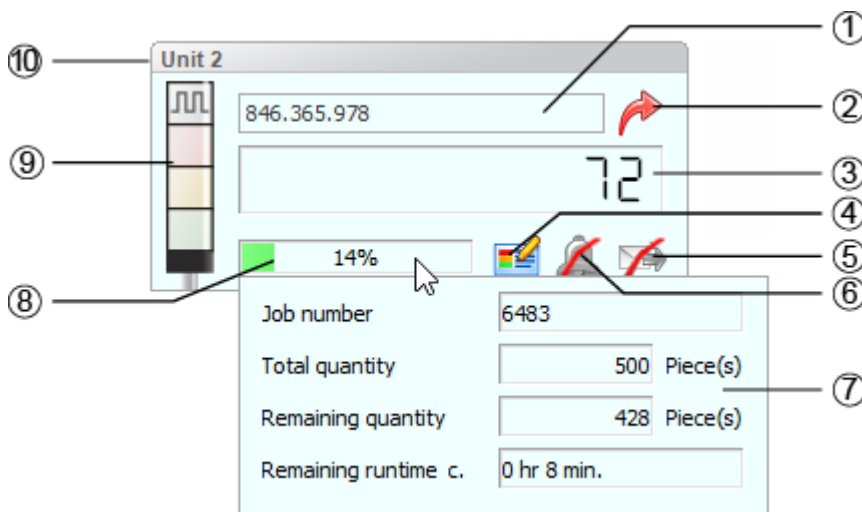 ①
⑩ Unit 2
846.365.978 ②
⑨ 72 ③
④
14% ⑤
⑧ ⑥
Job number 6483
Total quantity 500 Piece(s)
⑦
Remaining quantity 428 Piece(s)
Remaining runtime c. 0 hr 8 min.